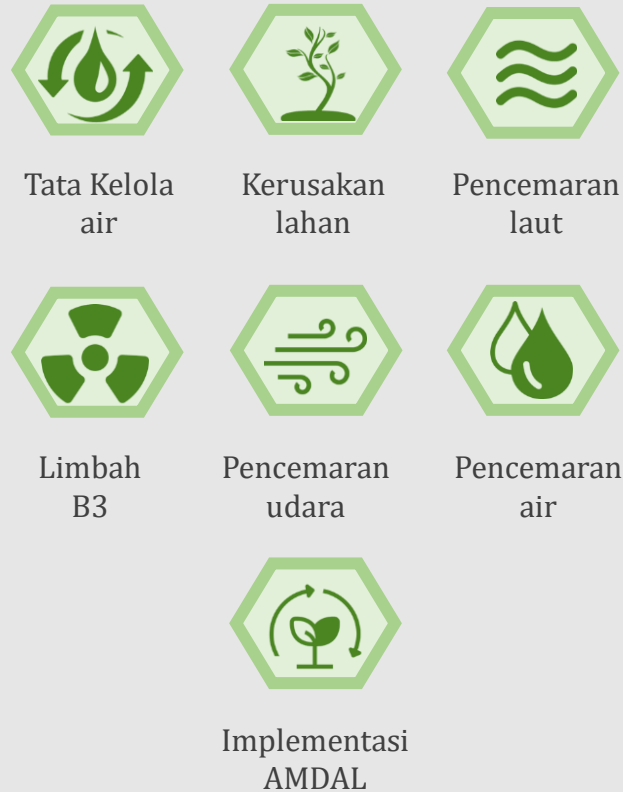 Tata Kelola
air
Kerusakan
lahan
Pencemaran
laut
Limbah
B3
Pencemaran
udara
Pencemaran
air
Implementasi
AMDAL